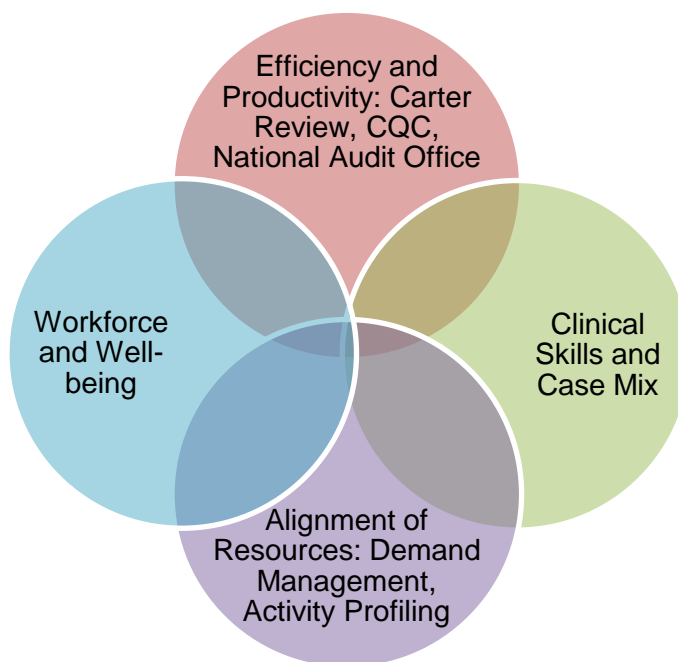 Efficiency and
Productivity: Carter
Review, CQC,
National Audit Office
Workforce
and Well-
being
Clinical
Skills and
Case Mix
Alignment of
Resources: Demand
Management,
Activity Profiling